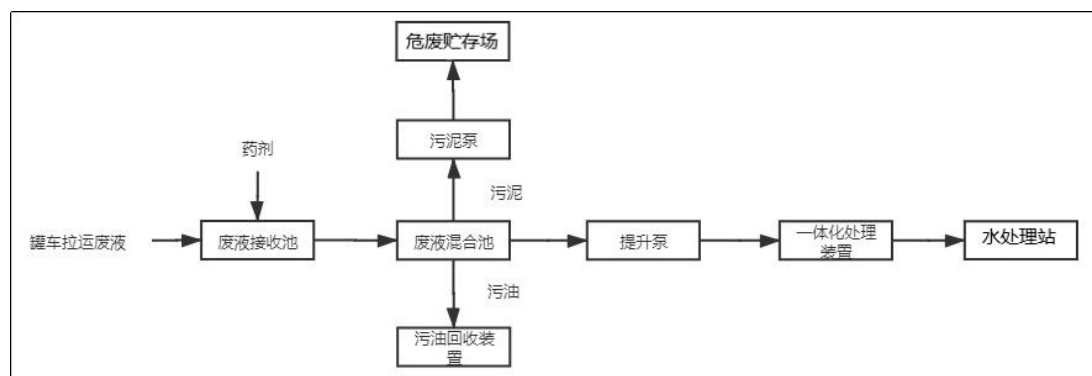 危废贮存场
污泥泵
药剂
污泥
罐车拉运废液
废液接收池
废液混合池
提升泵
一体化处理
装置
水处理站
污油
污油回收装
置